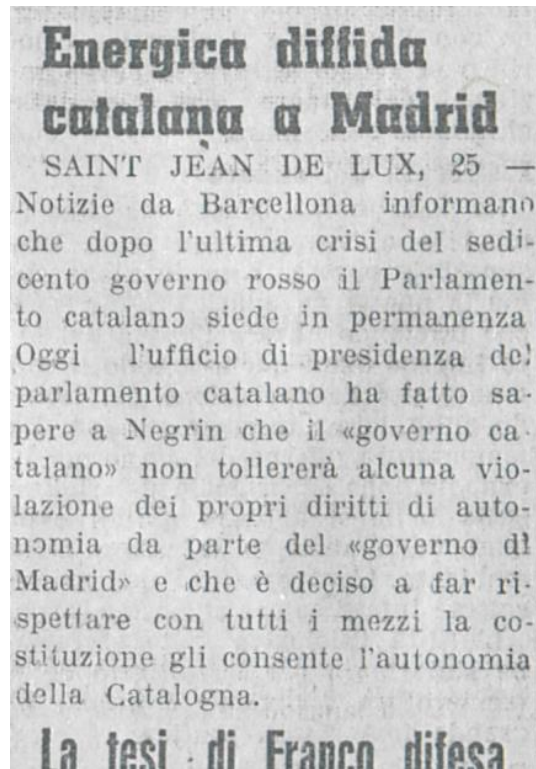 Energica diffida
catalana a Madrid
SAINT JEAN DE LUX, 25 —
Notizie da Barcellona informano
che dopo l'ultima crisi del sedi-
cento governo rosso il Parlamen-
to catalano siede in permanenza
Oggi l'ufficio di presidenza del
parlamento catalano ha fatto sa-
pere a Negrin che il «governo ca-
talano» non tollererà alcuna vio-
lazione dei propri diritti di auto-
nomia da parte del «governo di
Madrid» e che è deciso a far ri-
spettare con tutti i mezzi la co-
stituzione gli consente l'autonomia
della Catalogna.
La tesi di Franco difesa